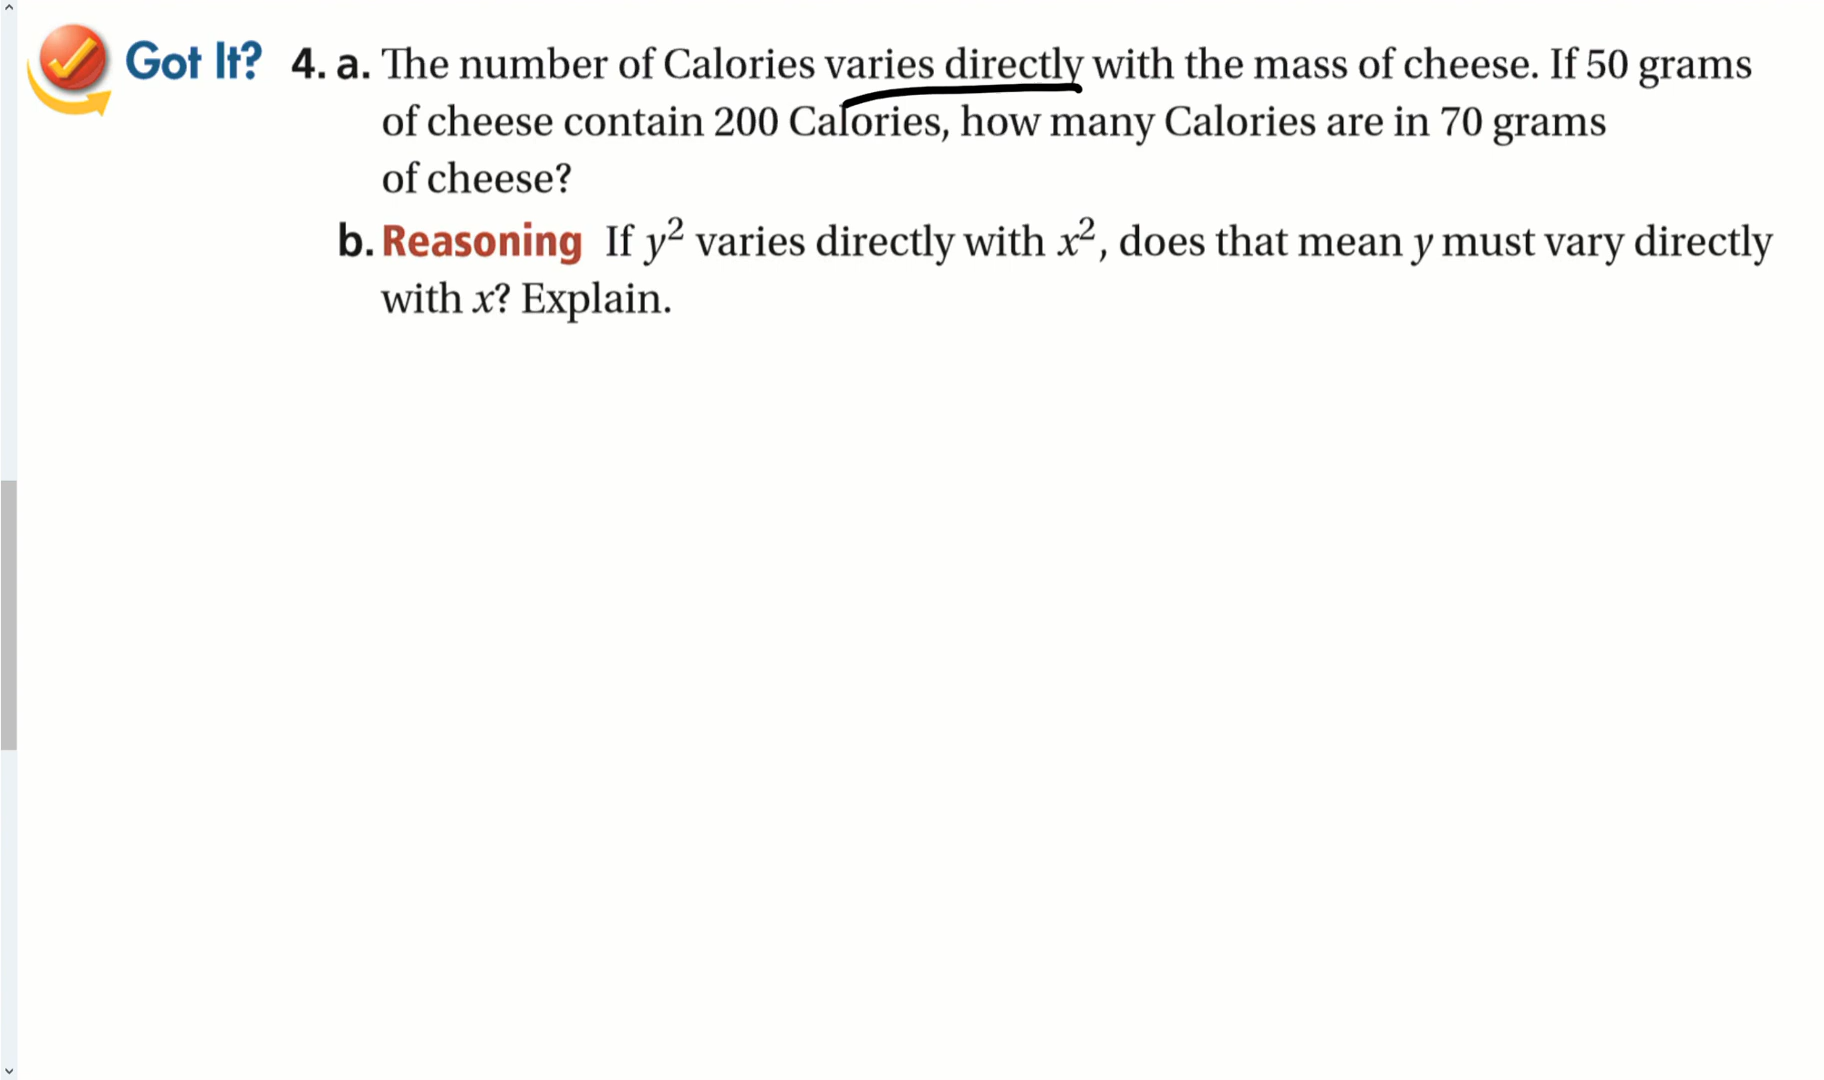 Got It? 4. a. The number of Calories varies directly with the mass of cheese. If 50 grams
of cheese contain 200 Calories, how many Calories are in 70 grams
of cheese?
b. Reasoning If y² varies directly with x², does that mean y must vary directly
with x? Explain.